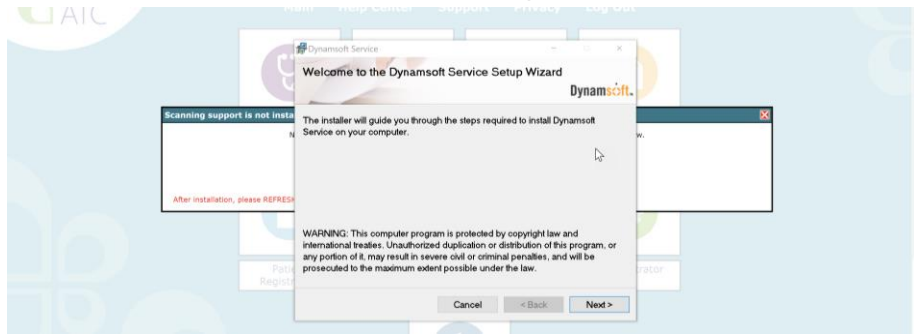 AIC
Main Help Center Support Privacy Log Out
Dynamsoft Service
Welcome to the Dynamsoft Service Setup Wizard
Dynamsoft
Scanning support is not insta
The installer will guide you through the steps required to install Dynamsoft
Service on your computer.
N
w.
After installation, please REFRESH
WARNING: This computer program is protected by copyright law and
international treaties. Unauthorized duplication or distribution of this program, or
any portion of it, may result in severe civil or criminal penalties, and will be
prosecuted to the maximum extent possible under the law.
Patie
Registr
rator
Cancel
< Back
Next >